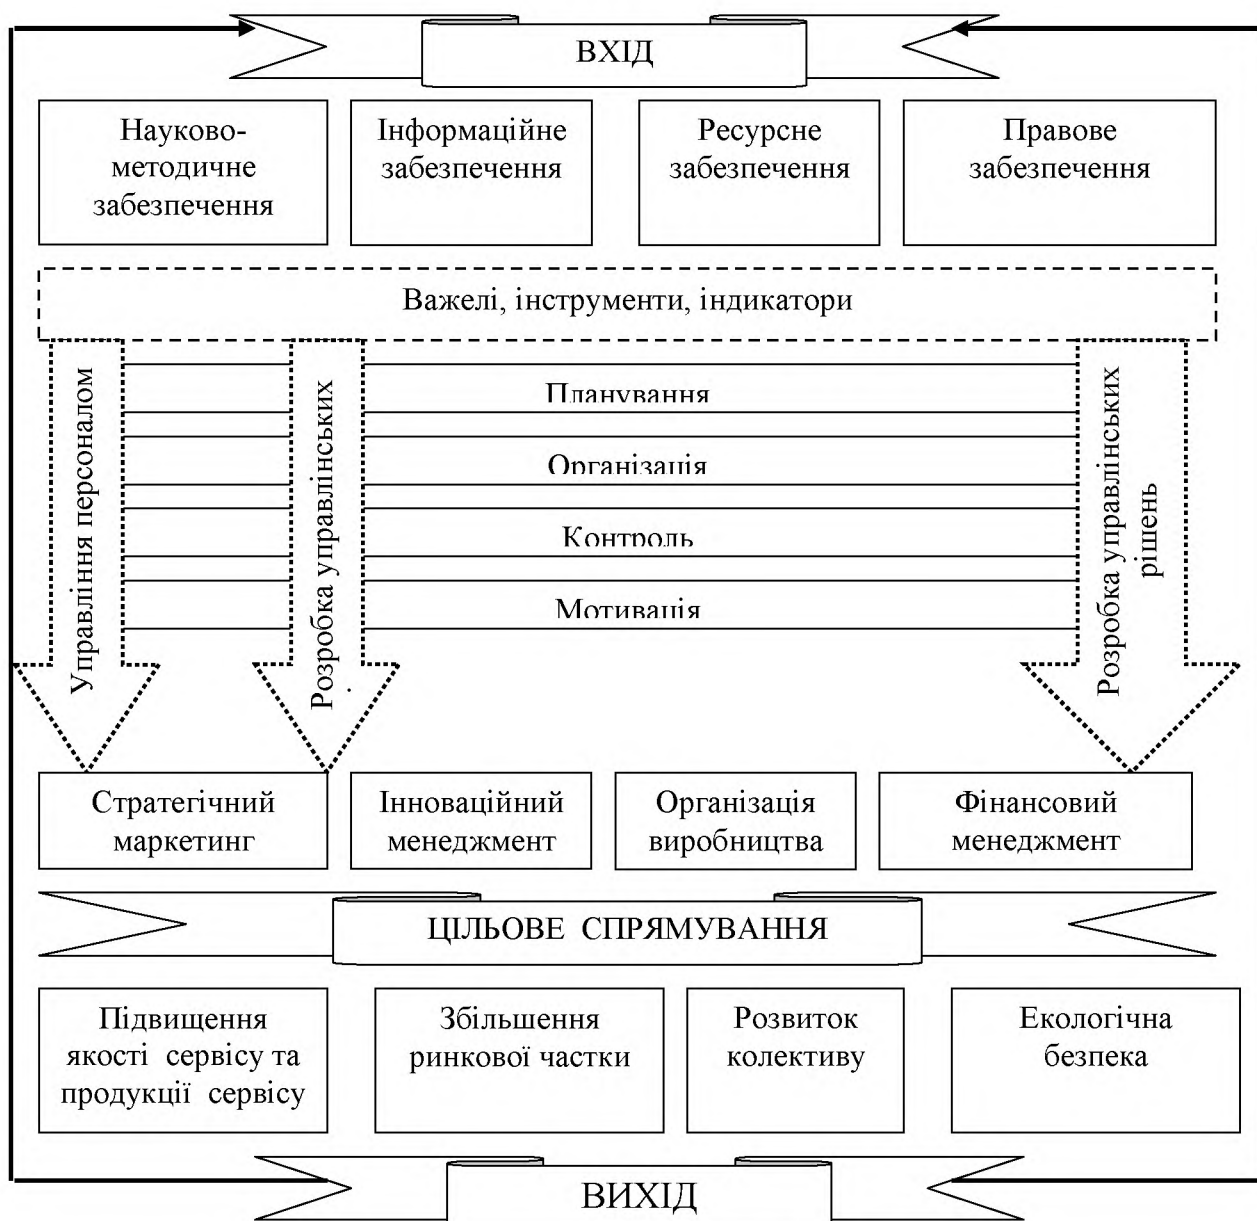 ВХІД
Науково-
методичне
забезпечення
Інформаційне
забезпечення
Ресурсне
забезпечення
Правове
забезпечення
Важелі, інструменти, індикатори
Управління персоналом
Розробка управлінських
Планування
Організація
Контроль
Мотивація
Розробка управлінських
рішень
Стратегічний
маркетинг
Інноваційний
менеджмент
Організація
виробництва
Фінансовий
менеджмент
ЦІЛЬОВЕ СПРЯМУВАННЯ
Підвищення
якості сервісу та
продукції сервісу
Збільшення
ринкової частки
Розвиток
колективу
Екологічна
безпека
ВИХІД